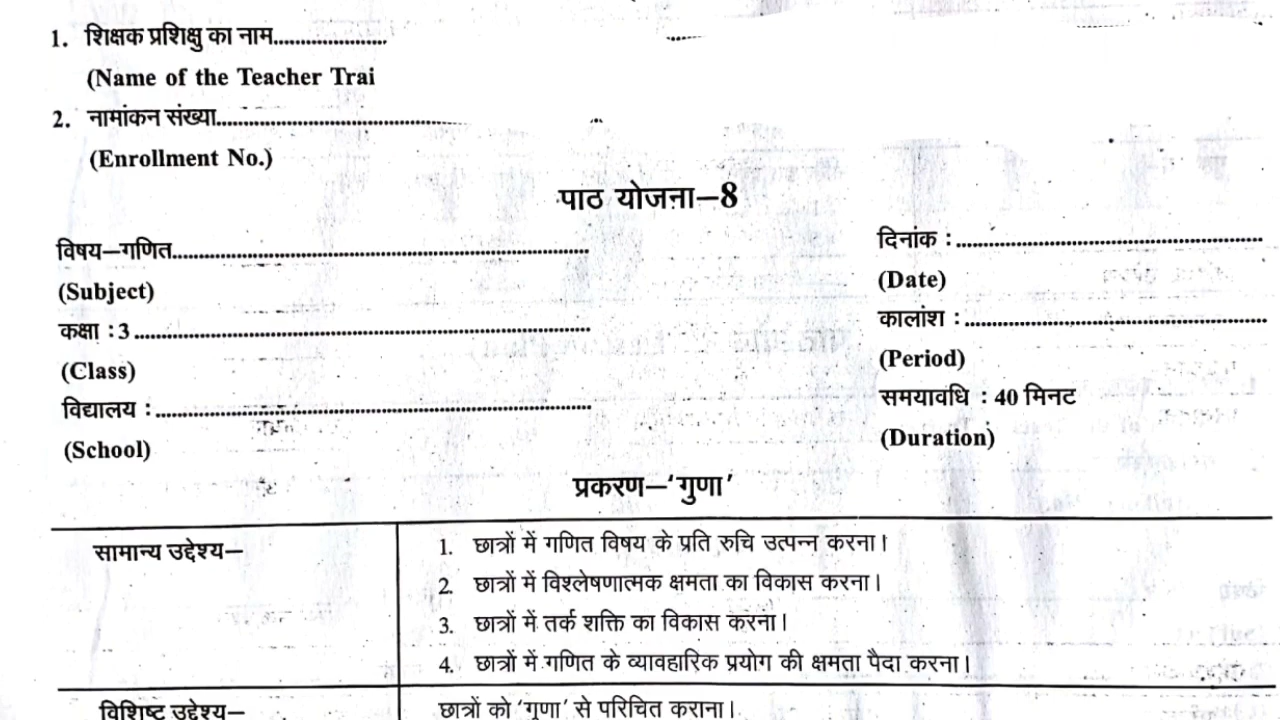 1. शिक्षक प्रशिक्षु का नाम.....................
(Name of the Teacher Trai
2. नामांकन संख्या.............................................
(Enrollment No.)
पाठ योजना–8
विषय–गणित.................................................................................
दिनांक : ............................................................
(Subject)
(Date)
कक्षा : 3 .................................................................................
कालांश : ............................................................
(Class)
(Period)
विद्यालय : .................................................................................
समयावधि : 40 मिनट
(School)
(Duration)
प्रकरण–‘गुणा’
सामान्य उद्देश्य–
1. छात्रों में गणित विषय के प्रति रुचि उत्पन्न करना।
2. छात्रों में विश्लेषणात्मक क्षमता का विकास करना।
3. छात्रों में तर्क शक्ति का विकास करना।
4. छात्रों में गणित के व्यावहारिक प्रयोग की क्षमता पैदा करना।
विशिष्ट उद्देश्य–
छात्रों को ‘गुणा’ से परिचित कराना।